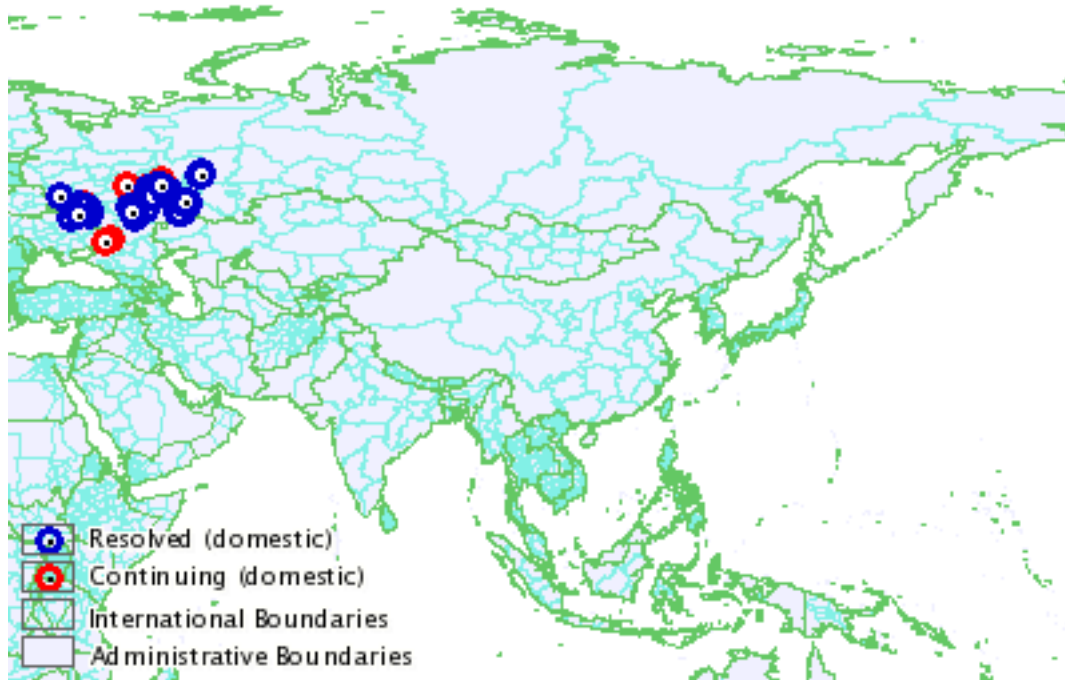 Resolved (domestic)
Continuing (domestic)
International Boundaries
Administrative Boundaries